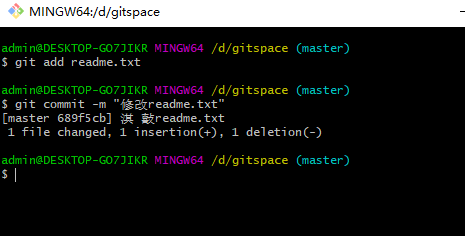 MINGW64:/d/gitspace
admin@DESKTOP-GO7JIKR MINGW64 /d/gitspace (master)
$ git add readme.txt
admin@DESKTOP-GO7JIKR MINGW64 /d/gitspace (master)
$ git commit -m "修改readme.txt"
[master 689f5cb] 淇 敼readme.txt
1 file changed, 1 insertion(+), 1 deletion(-)
admin@DESKTOP-GO7JIKR MINGW64 /d/gitspace (master)
$